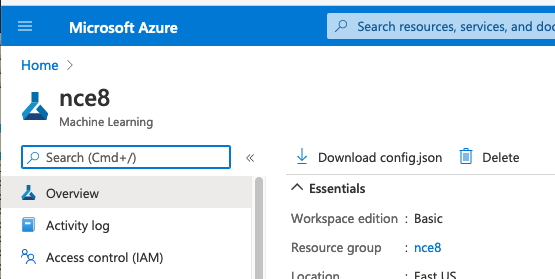 Microsoft Azure
Search resources, services, and doc
Home
nce8
Machine Learning
Search (Cmd+/)
«
Download config.json
Delete
Overview
Activity log
Access control (IAM)
Essentials
Workspace edition : Basic
Resource group : nce8
Location : East US